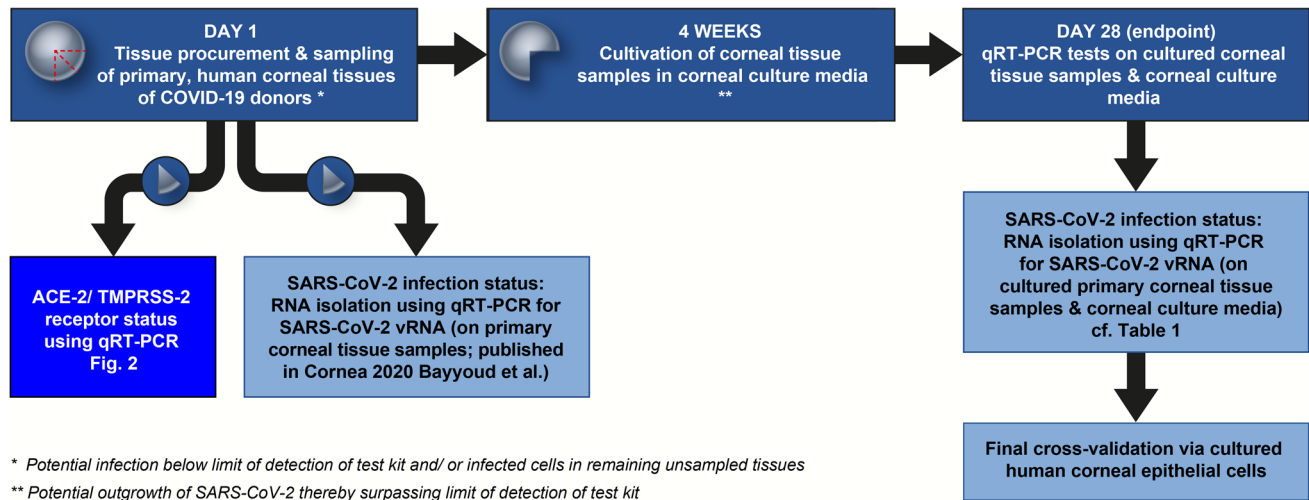 DAY 1
Tissue procurement & sampling
of primary, human corneal tissues
of COVID-19 donors *
4 WEEKS
Cultivation of corneal tissue
samples in corneal culture media
**
DAY 28 (endpoint)
qRT-PCR tests on cultured corneal
tissue samples & corneal culture
media
ACE-2/ TMPRSS-2
receptor status
using qRT-PCR
Fig. 2
SARS-CoV-2 infection status:
RNA isolation using qRT-PCR for
SARS-CoV-2 vRNA (on primary
corneal tissue samples; published
in Cornea 2020 Bayyoud et al.)
SARS-CoV-2 infection status:
RNA isolation using qRT-PCR
for SARS-CoV-2 vRNA (on
cultured primary corneal tissue
samples & corneal culture media)
cf. Table 1
Final cross-validation via cultured
human corneal epithelial cells
* Potential infection below limit of detection of test kit and/ or infected cells in remaining unsampled tissues
** Potential outgrowth of SARS-CoV-2 thereby surpassing limit of detection of test kit